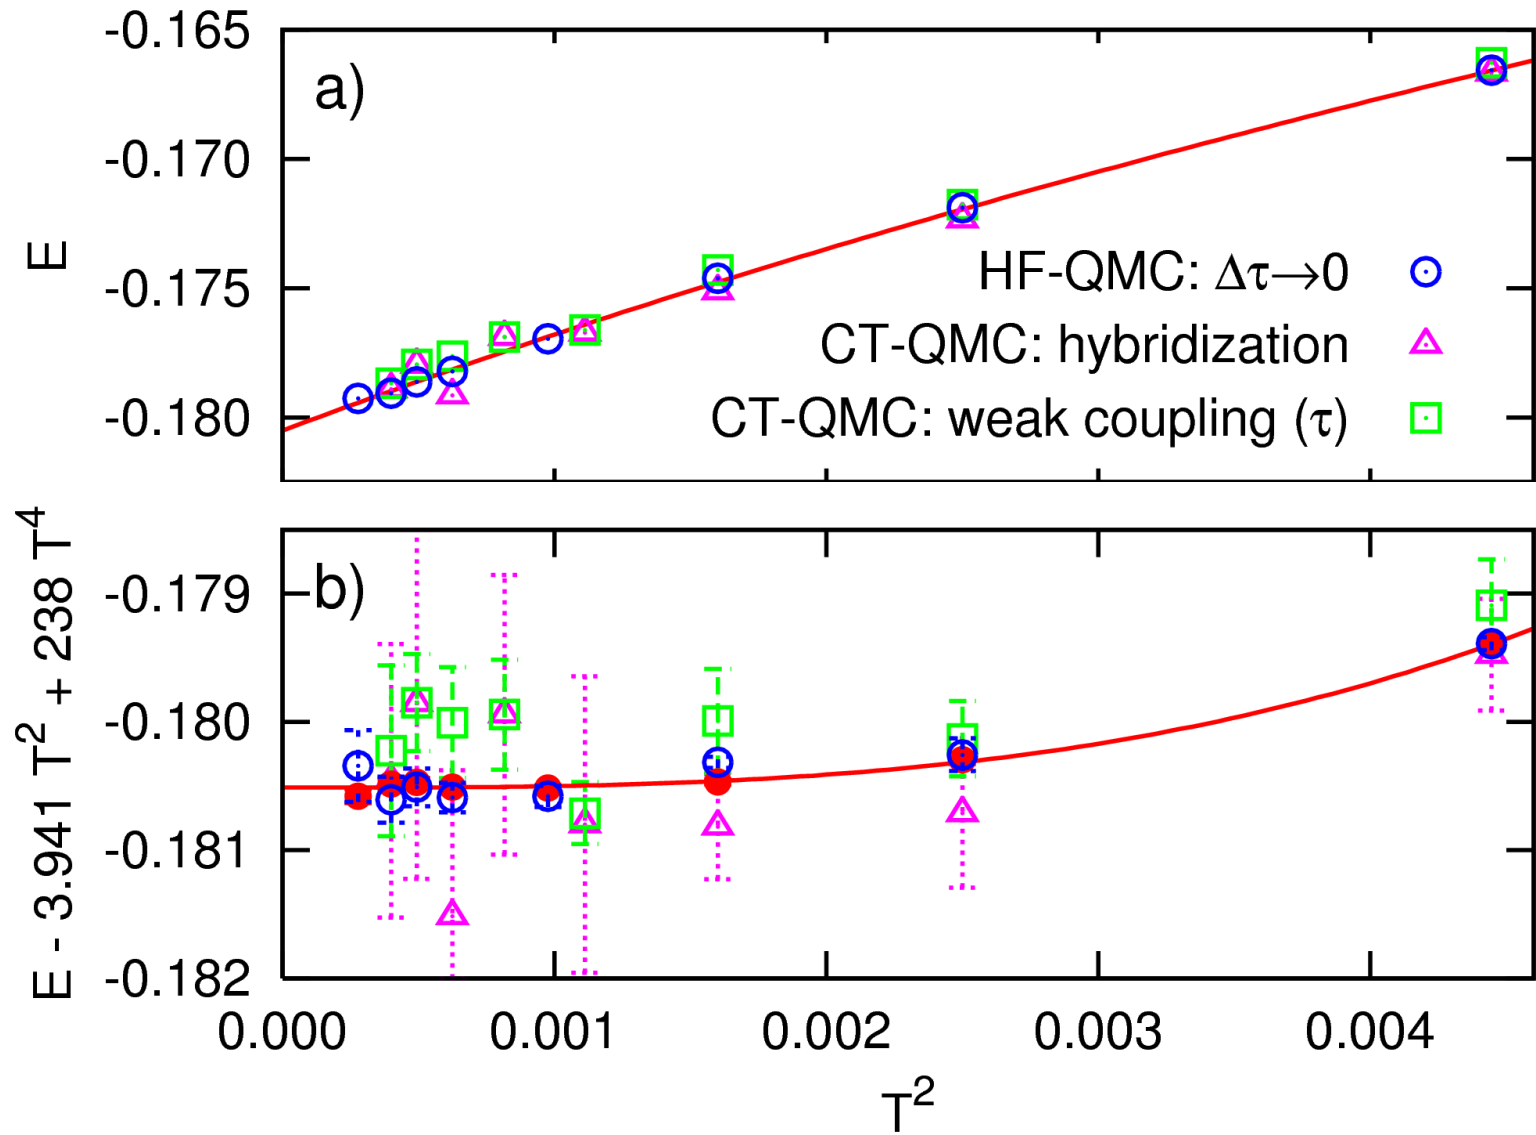 -0.165
a)
-0.170
E
-0.175
-0.180
HF-QMC: Δτ→0
CT-QMC: hybridization
CT-QMC: weak coupling (τ)
b)
-0.179
-0.180
-0.181
-0.182
E - 3.941 T² + 238 T⁴
0.000 0.001 0.002 0.003 0.004
T²